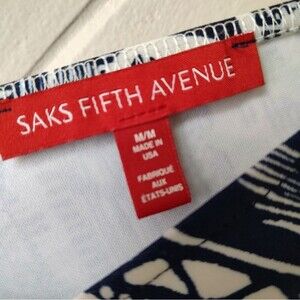 SAKS FIFTH AVENUE
M/M
MADE IN
USA
FABRIQUÉ
AUX
ÉTATS-UNIS